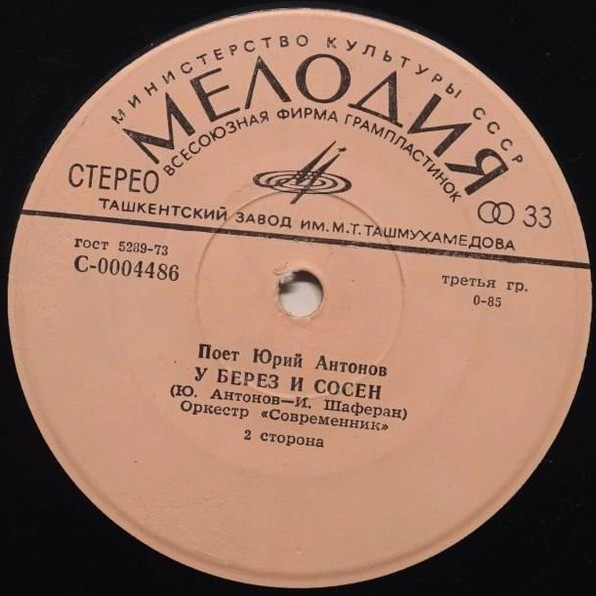 МИНИСТЕРСТВО КУЛЬТУРЫ СССР
МЕЛОДИЯ
ВСЕСОЮЗНАЯ ФИРМА ГРАМПЛАСТИНОК
СТЕРЕО
33
ТАШКЕНТСКИЙ ЗАВОД ИМ. М. Т. ТАШМУХАМЕДОВА
ГОСТ 5289-73
С-0004486
третья гр.
0-85
Поет Юрий Антонов
У БЕРЕЗ И СОСЕН
(Ю. Антонов—И. Шаферан)
Оркестр «Современник»
2 сторона